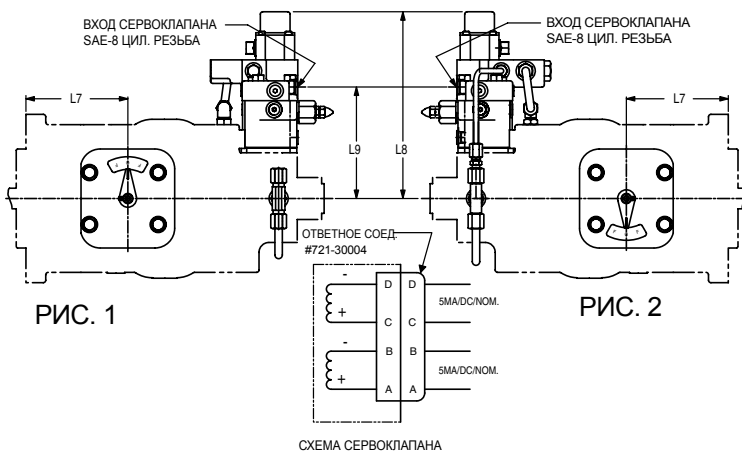 ВХОД СЕРВОКЛАПАНА
SAE-8 ЦИЛ. РЕЗЬБА
ВХОД СЕРВОКЛАПАНА
SAE-8 ЦИЛ. РЕЗЬБА
L7
L9
L8
L7
ОТВЕТНОЕ СОЕД.
#721-30004
РИС. 1
РИС. 2
-
D D
5MA/DC/NOM.
+
C C
-
B B
5MA/DC/NOM.
+
A A
СХЕМА СЕРВОКЛАПАНА